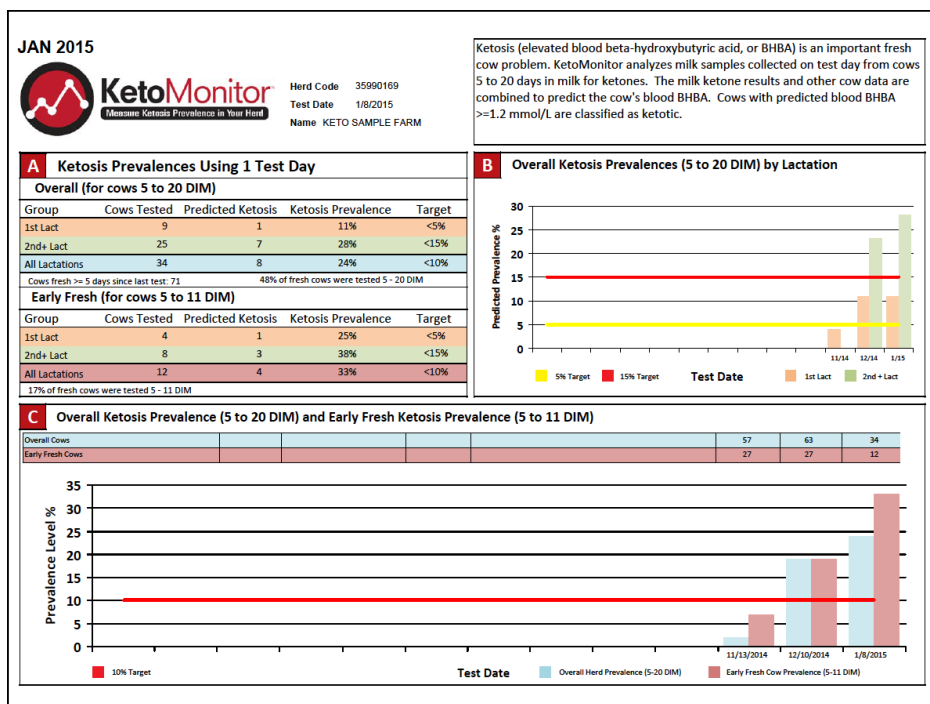 JAN 2015
KetoMonitor
Measure Ketosis Prevalence in Your Herd
Herd Code 35990169
Test Date 1/8/2015
Name KETO SAMPLE FARM
Ketosis (elevated blood beta-hydroxybutyric acid, or BHBA) is an important fresh
cow problem. KetoMonitor analyzes milk samples collected on test day from cows
5 to 20 days in milk for ketones. The milk ketone results and other cow data are
combined to predict the cow's blood BHBA. Cows with predicted blood BHBA
>=1.2 mmol/L are classified as ketotic.
A Ketosis Prevalences Using 1 Test Day
Overall (for cows 5 to 20 DIM)
Group Cows Tested Predicted Ketosis Ketosis Prevalence Target
1st Lact 9 1 11% <5%
2nd+ Lact 25 7 28% <15%
All Lactations 34 8 24% <10%
Cows fresh >= 5 days since last test: 71 48% of fresh cows were tested 5 - 20 DIM
Early Fresh (for cows 5 to 11 DIM)
Group Cows Tested Predicted Ketosis Ketosis Prevalence Target
1st Lact 4 1 25% <5%
2nd+ Lact 8 3 38% <15%
All Lactations 12 4 33% <10%
17% of fresh cows were tested 5 - 11 DIM
B Overall Ketosis Prevalences (5 to 20 DIM) by Lactation
Predicted Prevalence %
30
25
20
15
10
5
0
11/14 12/14 1/15
5% Target 15% Target Test Date 1st Lact 2nd + Lact
C Overall Ketosis Prevalence (5 to 20 DIM) and Early Fresh Ketosis Prevalence (5 to 11 DIM)
Overall Cows 57 63 34
Early Fresh Cows 27 27 12
Prevalence Level %
35
30
25
20
15
10
5
0
11/13/2014 12/10/2014 1/8/2015
10% Target Test Date Overall Herd Prevalence (5-20 DIM) Early Fresh Cow Prevalence (5-11 DIM)